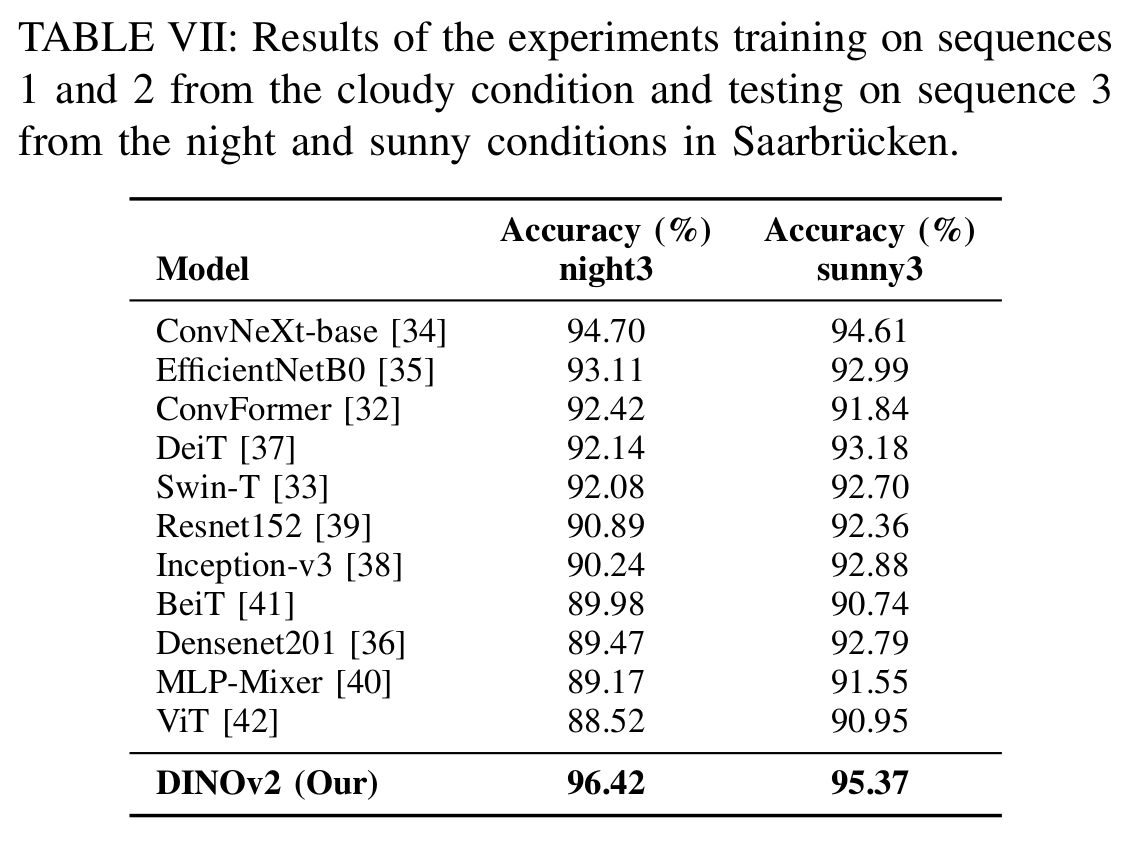 TABLE VII: Results of the experiments training on sequences
1 and 2 from the cloudy condition and testing on sequence 3
from the night and sunny conditions in Saarbrücken.
Model Accuracy (%) night3 Accuracy (%) sunny3
ConvNeXt-base [34] 94.70 94.61
EfficientNetB0 [35] 93.11 92.99
ConvFormer [32] 92.42 91.84
DeiT [37] 92.14 93.18
Swin-T [33] 92.08 92.70
Resnet152 [39] 90.89 92.36
Inception-v3 [38] 90.24 92.88
BeiT [41] 89.98 90.74
Densenet201 [36] 89.47 92.79
MLP-Mixer [40] 89.17 91.55
ViT [42] 88.52 90.95
DINOv2 (Our) 96.42 95.37